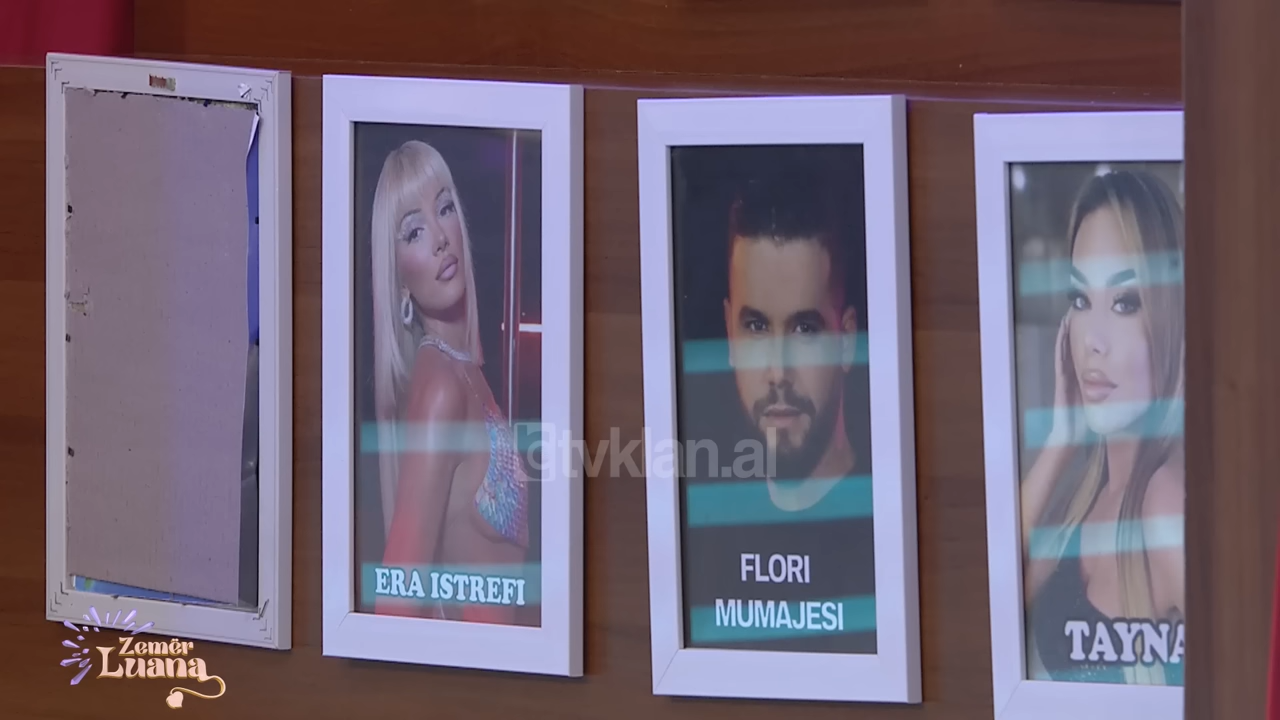 ERA ISTREFI
FLORI
MUMAJESI
TAYNA
tvklan.al
Zemër
Luana